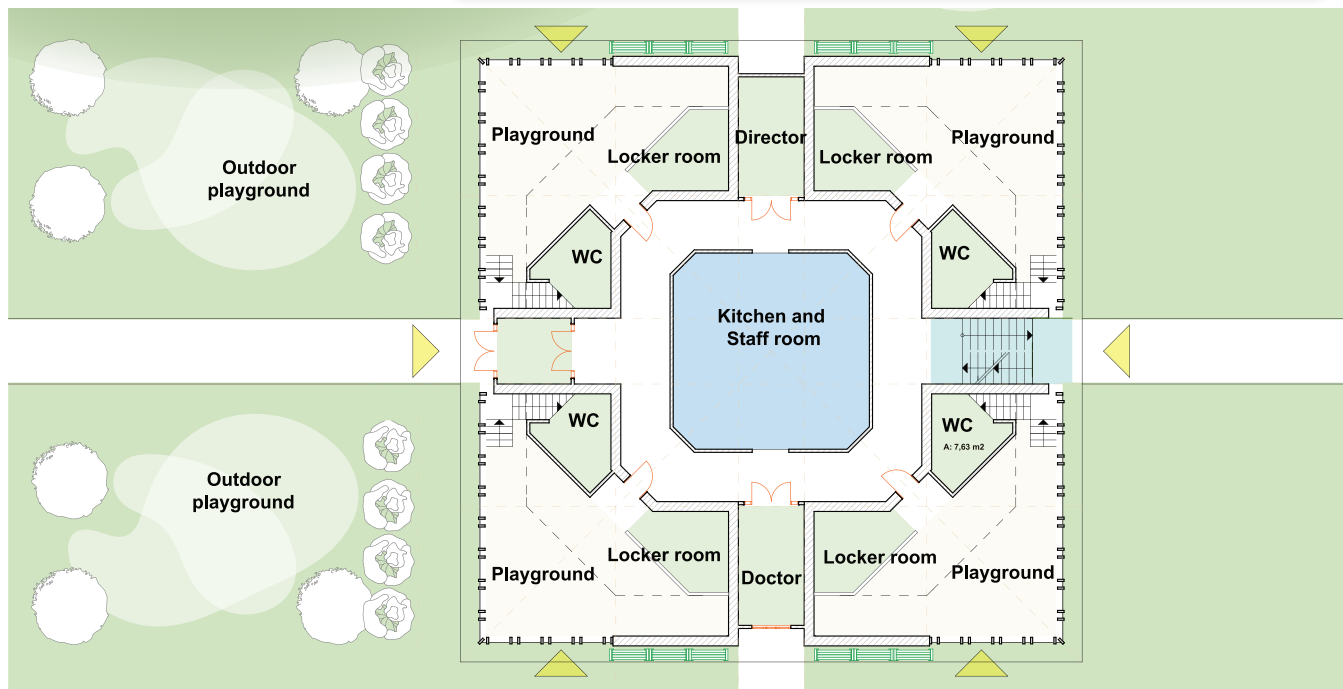 Playground
Locker room
Director
Locker room
Playground
Outdoor
playground
WC
WC
Kitchen and
Staff room
WC
WC
A: 7,63 m2
Outdoor
playground
Playground
Locker room
Doctor
Locker room
Playground